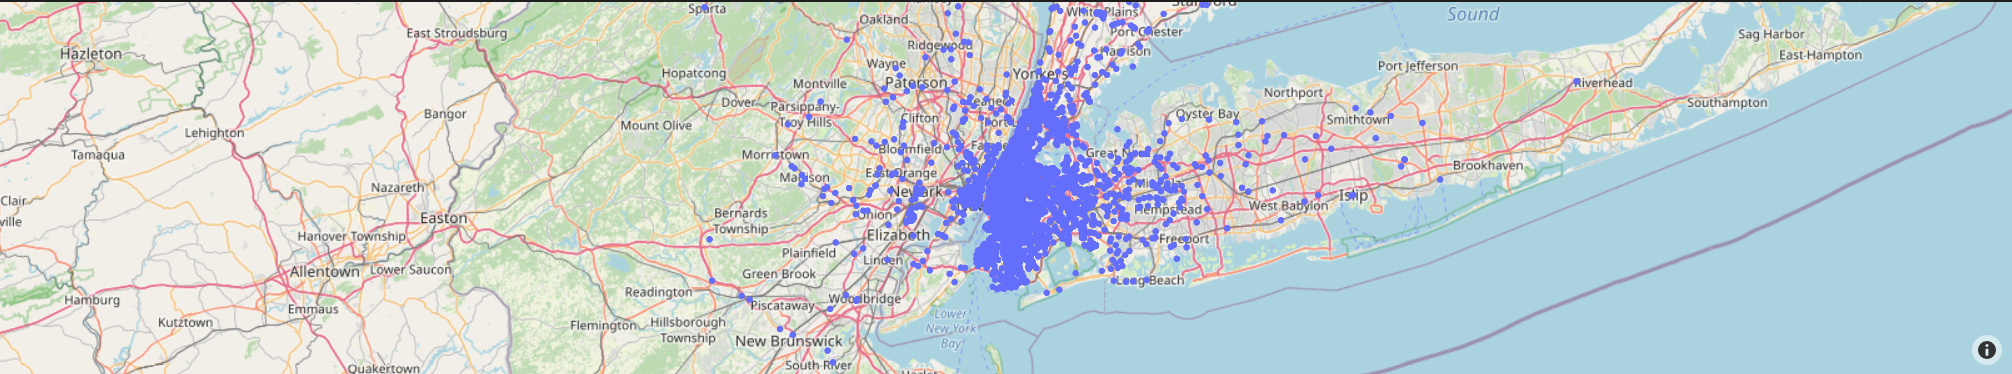 Sparta
Oakland
White Plains
Sound
East Stroudsburg
Port Chester
Sag Harbor
Hazleton
Ridgewood
Harrison
East Hampton
Wayne
Port Jefferson
Hopatcong
Yonkers
Montville
Paterson
Riverhead
Northport
Dover
Parsippany-
Troy Hills
Southampton
Bangor
Clifton
Oyster Bay
Smithtown
Mount Olive
Lehighton
Bloomfield
Tamaqua
Morristown
Great
Brookhaven
East Orange
Madison
Nazareth
Newark
Islip
Clair
ville
West Babylon
Easton
Bernards
Township
Union
Hempstead
Hanover Township
Elizabeth
Freeport
Plainfield
Linden
Allentown
Lower Saucon
Green Brook
Long Beach
Readington
Hamburg
Woodbridge
Emmaus
Piscataway
Kutztown
Flemington
Hillsborough
Township
Lower
New York
Bay
New Brunswick
Quakertown
South River